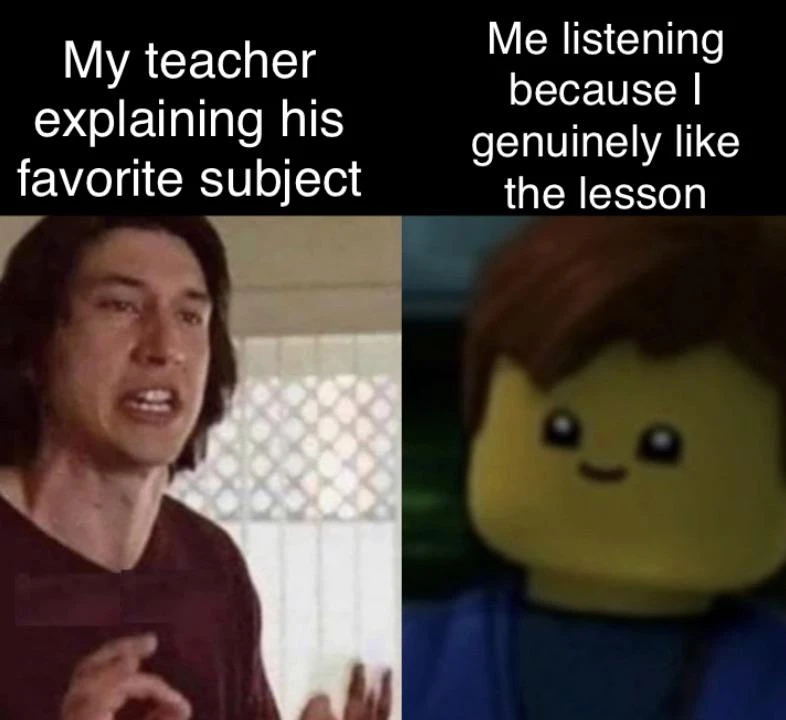 My teacher
explaining his
favorite subject
Me listening
because I
genuinely like
the lesson